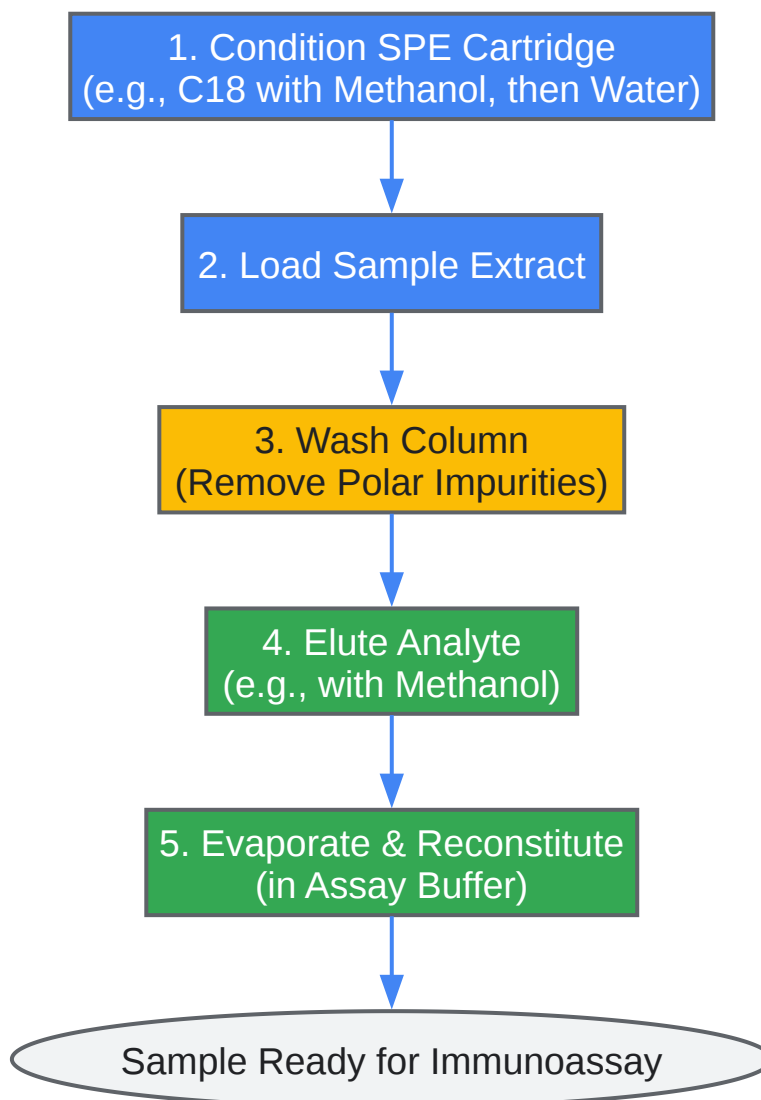 1. Condition SPE Cartridge
(e.g., C18 with Methanol, then Water)
2. Load Sample Extract
3. Wash Column
(Remove Polar Impurities)
4. Elute Analyte
(e.g., with Methanol)
5. Evaporate & Reconstitute
(in Assay Buffer)
Sample Ready for Immunoassay